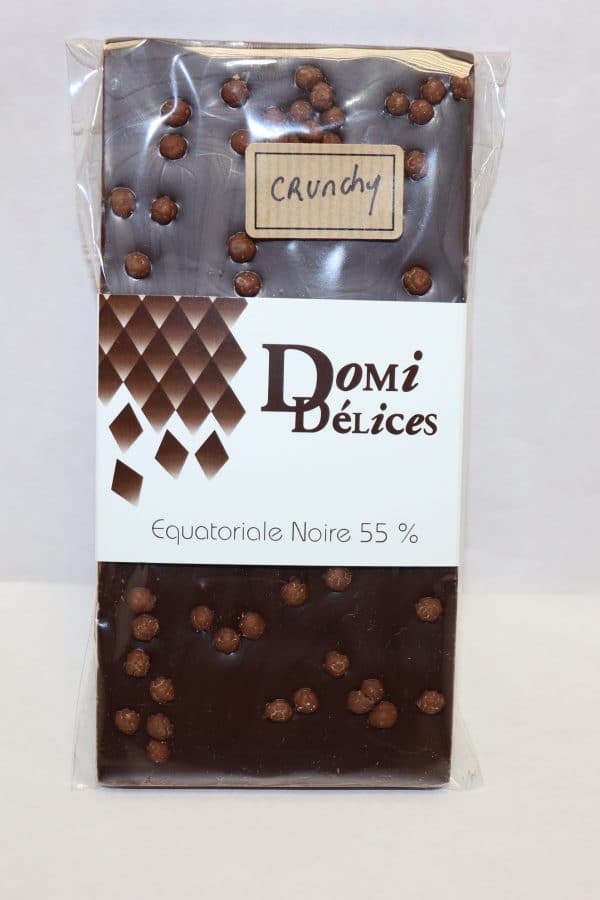 CRunchy
DOMi
DÉLices
Equatoriale Noire 55 %